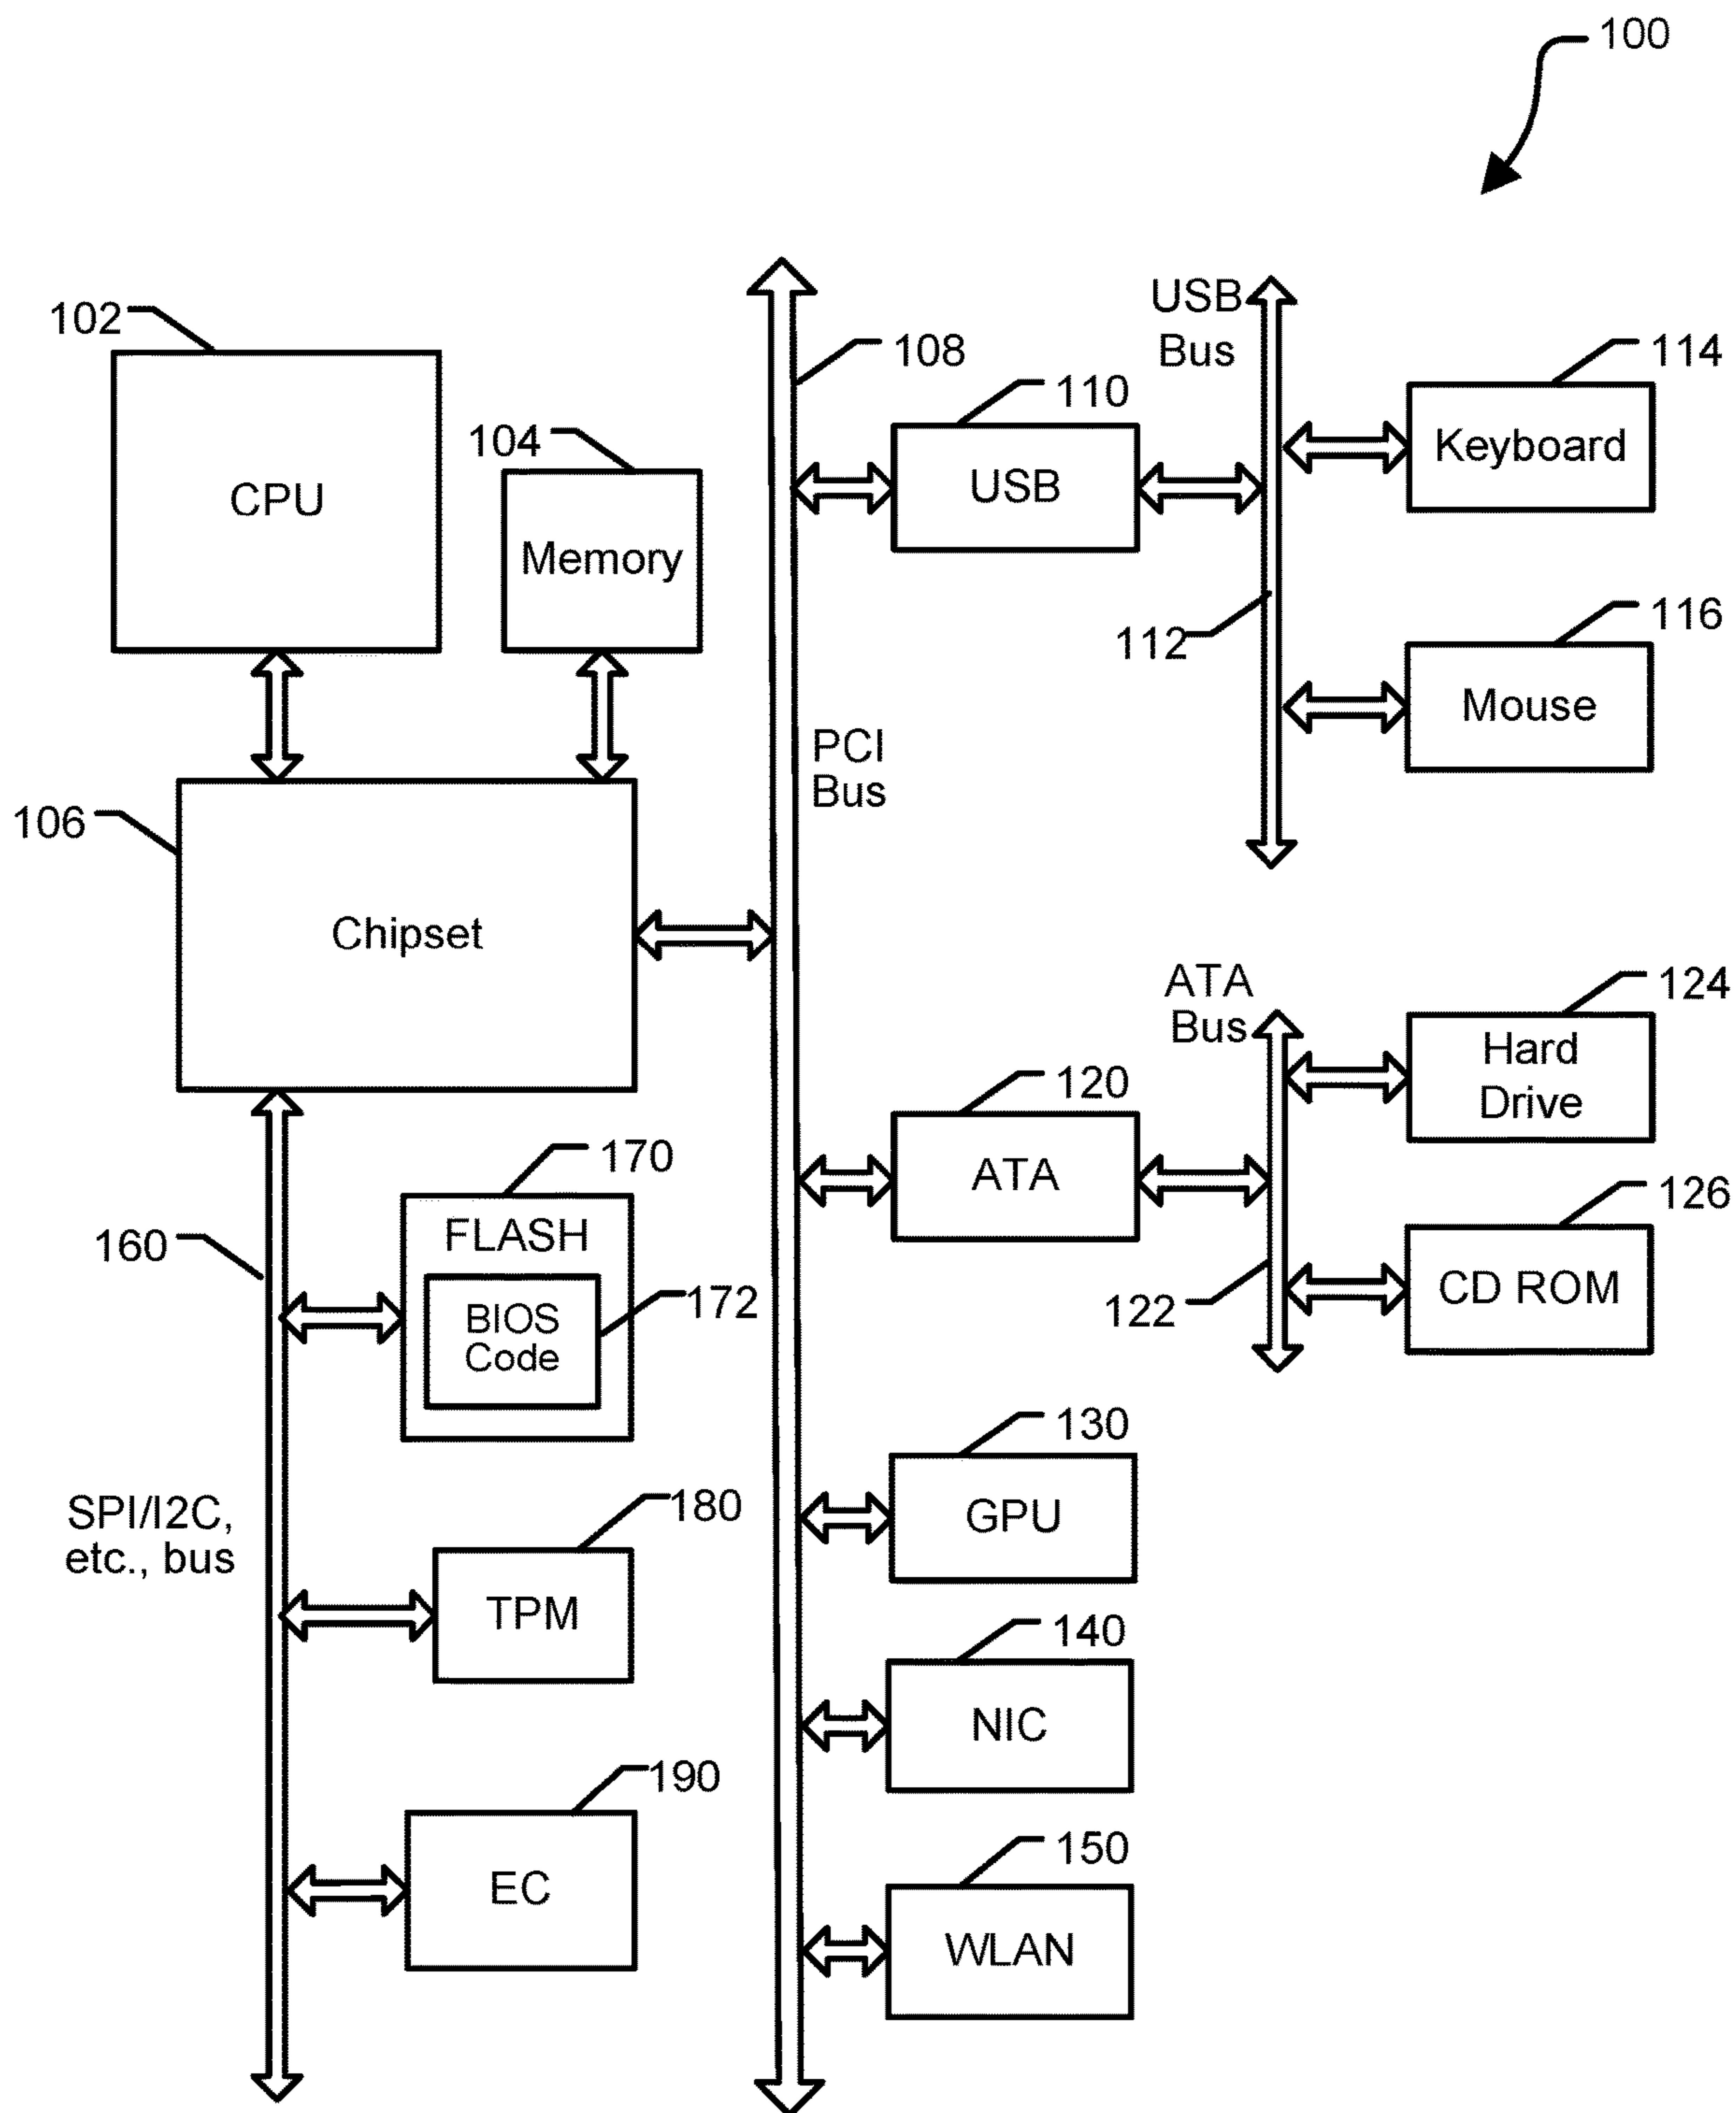 100
102
CPU
104
Memory
106
Chipset
108
PCI
Bus
110
USB
USB
Bus
112
114
Keyboard
116
Mouse
120
ATA
ATA
Bus
122
124
Hard
Drive
126
CD ROM
130
GPU
140
NIC
150
WLAN
160
SPI/I2C,
etc., bus
170
FLASH
172
BIOS
Code
180
TPM
190
EC